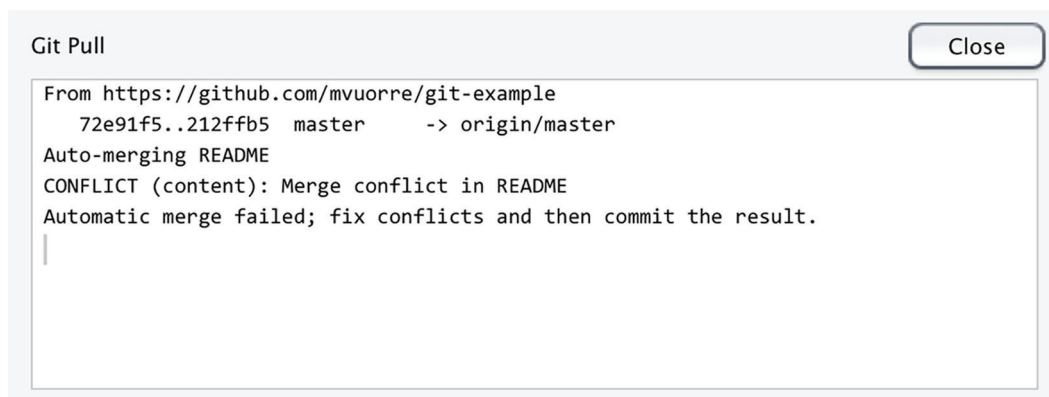 Git Pull
Close
From https://github.com/mvuorre/git-example
   72e91f5..212ffb5  master     -> origin/master
Auto-merging README
CONFLICT (content): Merge conflict in README
Automatic merge failed; fix conflicts and then commit the result.